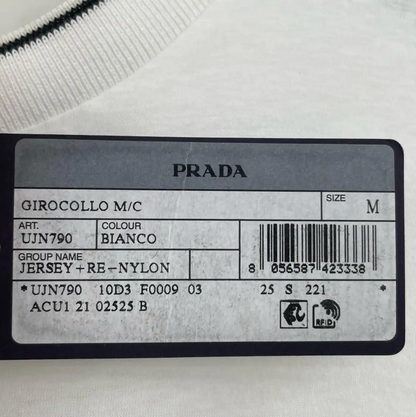 PRADA
GIROCOLLO M/C
SIZE
M
ART.
UJN790
COLOUR
BIANCO
GROUP NAME
JERSEY+RE-NYLON
8 056587 423338
* UJN790 10D3 F0009 03 25 S 221 *
ACU1 21 02525 B
RFID